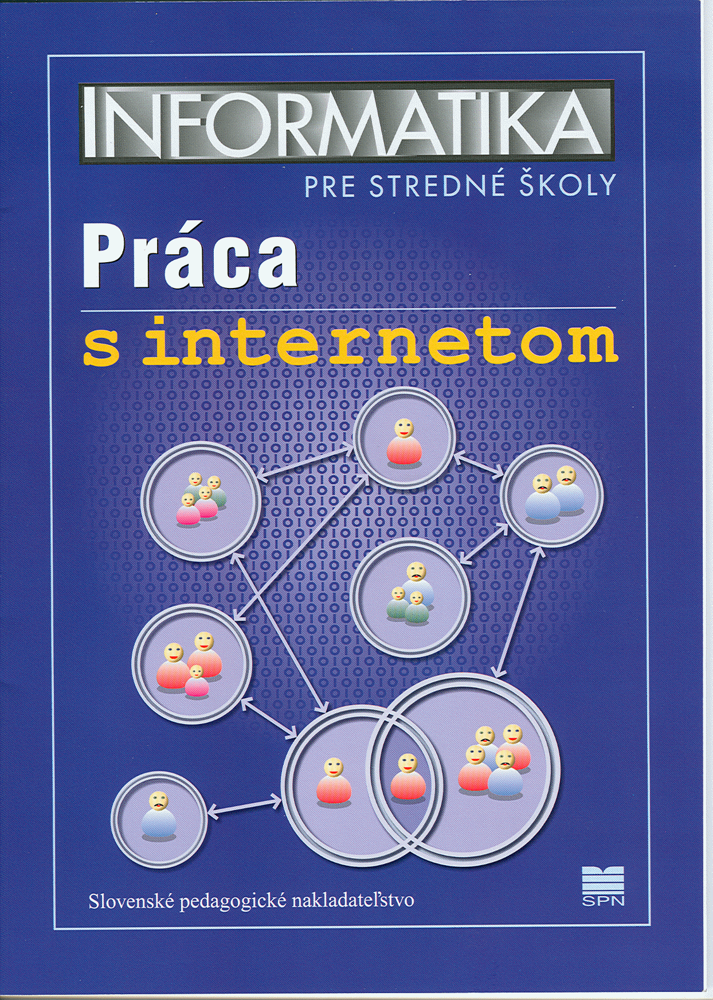 INFORMATIKA
PRE STREDNÉ ŠKOLY
Práca
s internetom
Slovenské pedagogické nakladateľstvo
SPN